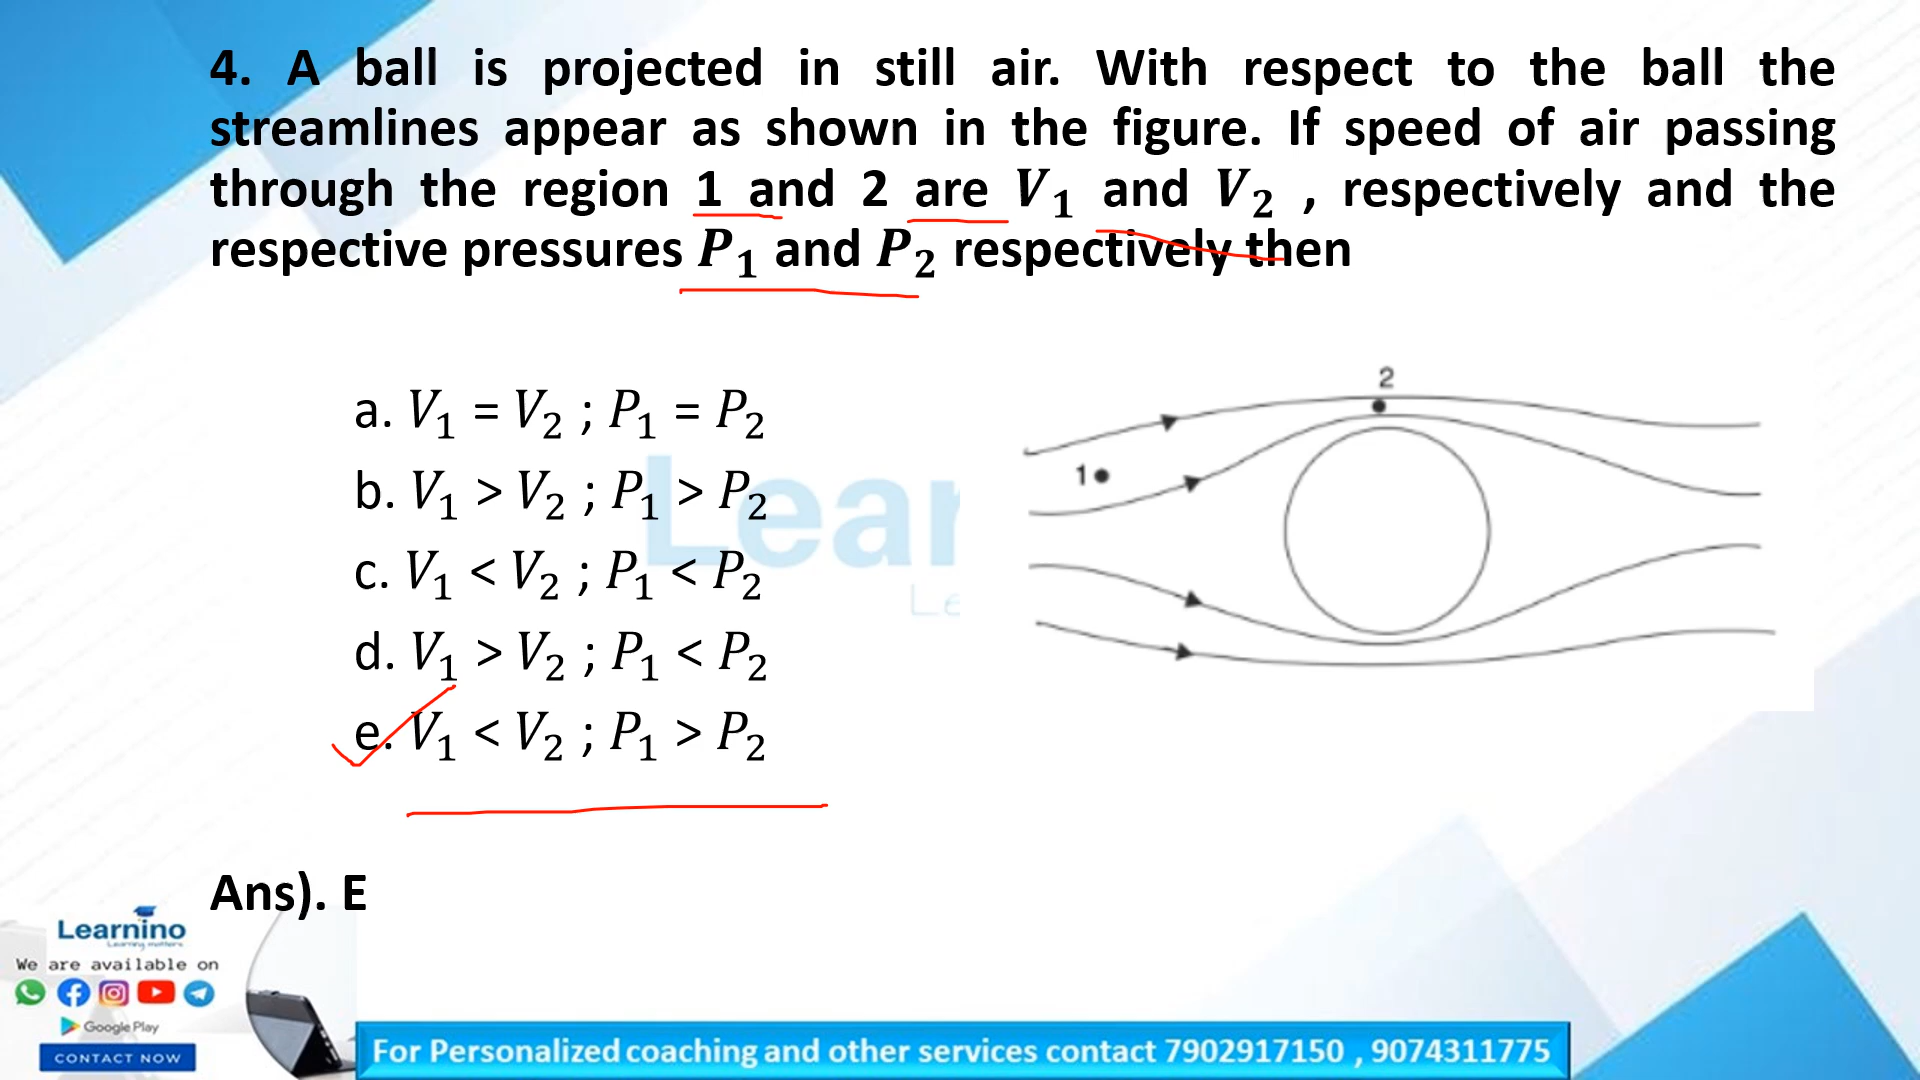 4. A ball is projected in still air. With respect to the ball the
streamlines appear as shown in the figure. If speed of air passing
through the region 1 and 2 are V₁ and V₂ , respectively and the
respective pressures P₁ and P₂ respectively then
a. V₁ = V₂ ; P₁ = P₂
b. V₁ > V₂ ; P₁ > P₂
c. V₁ < V₂ ; P₁ < P₂
d. V₁ > V₂ ; P₁ < P₂
e. V₁ < V₂ ; P₁ > P₂
2
1
Lear
Le
Ans). E
Learnino
Learning matters
We are available on
Google Play
CONTACT NOW
For Personalized coaching and other services contact 7902917150 , 9074311775